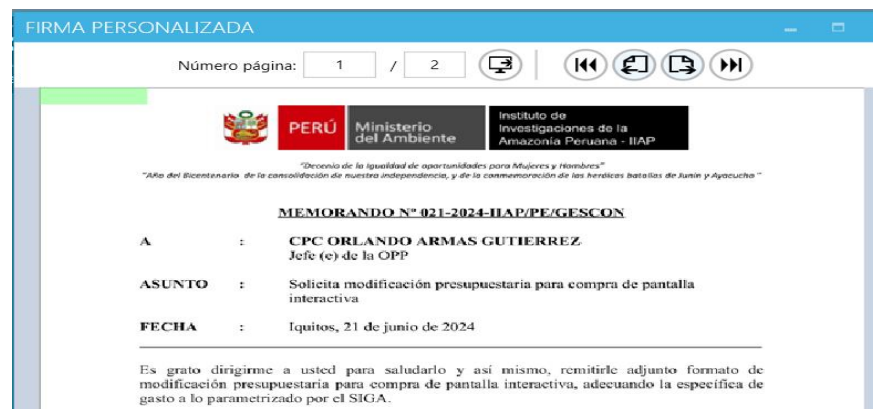 FIRMA PERSONALIZADA
Número página: 1 / 2
PERÚ
Ministerio
del Ambiente
Instituto de
Investigaciones de la
Amazonía Peruana - IIAP
"Decenio de la igualdad de oportunidades para Mujeres y Hombres"
"Año del Bicentenario de la consolidación de nuestra independencia, y de la conmemoración de las heroicas batallas de Junín y Ayacucho"
MEMORANDO Nº 021-2024-IIAP/PE/GESCON
A : CPC ORLANDO ARMAS GUTIERREZ
Jefe (e) de la OPP
ASUNTO : Solicita modificación presupuestaria para compra de pantalla
interactiva
FECHA : Iquitos, 21 de junio de 2024
Es grato dirigirme a usted para saludarlo y así mismo, remitirle adjunto formato de
modificación presupuestaria para compra de pantalla interactiva, adecuando la específica de
gasto a lo parametrizado por el SIGA.